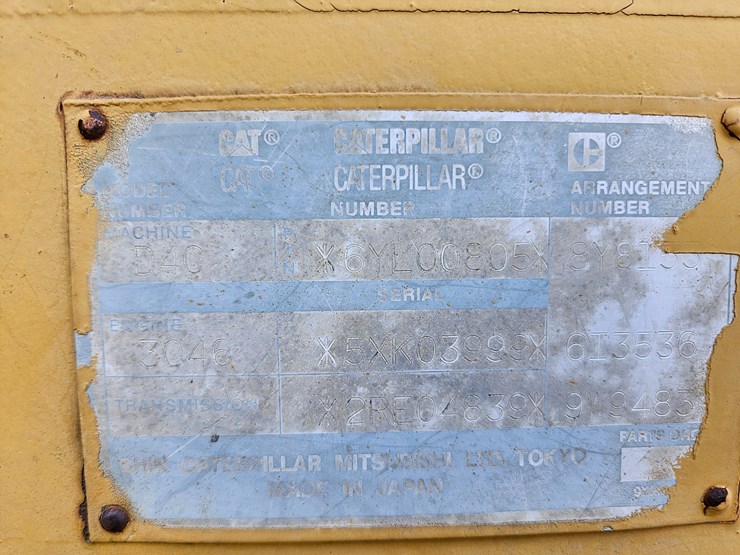 CAT® CATERPILLAR® C®
CAT® CATERPILLAR®
MODEL ARRANGEMENT
NUMBER NUMBER NUMBER
MACHINE D4C PIN *6YL00805*
SERIAL
ENGINE 3046 *5XK03999* 6I3536
TRANSMISSION *2RE04839*
SHIN CATERPILLAR MITSUBISHI LTD. TOKYO
MADE IN JAPAN